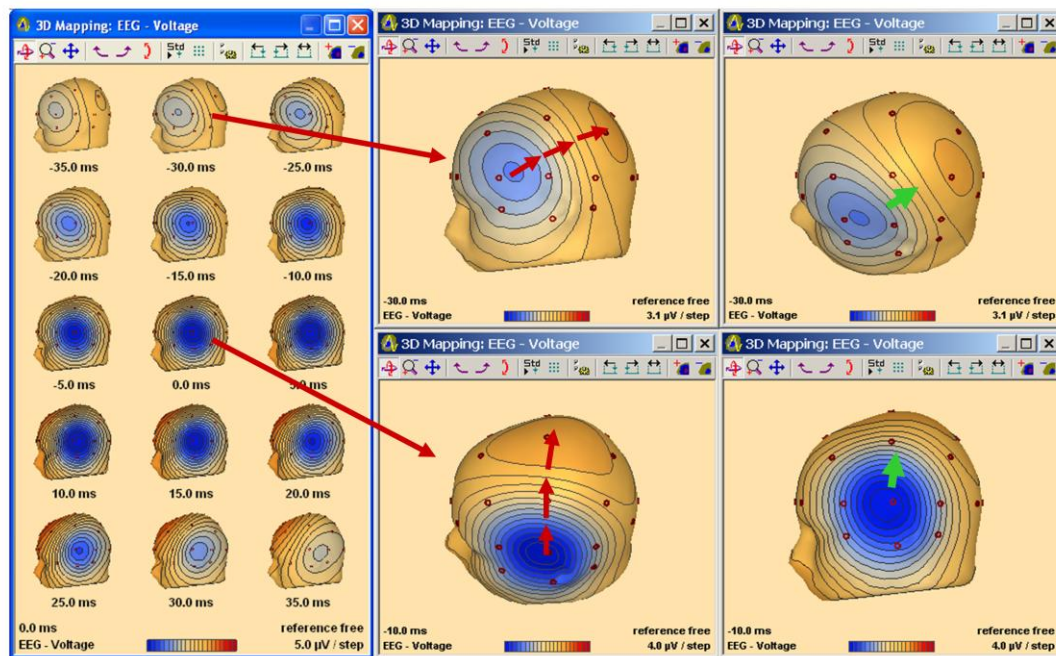 3D Mapping: EEG - Voltage
Std
-35.0 ms -30.0 ms -25.0 ms
-20.0 ms -15.0 ms -10.0 ms
-5.0 ms 0.0 ms 5.0 ms
10.0 ms 15.0 ms 20.0 ms
25.0 ms 30.0 ms 35.0 ms
0.0 ms reference free
EEG - Voltage 5.0 µV / step
3D Mapping: EEG - Voltage
Std
-30.0 ms reference free
EEG - Voltage 3.1 µV / step
3D Mapping: EEG - Voltage
Std
-30.0 ms reference free
EEG - Voltage 3.1 µV / step
3D Mapping: EEG - Voltage
Std
-10.0 ms reference free
EEG - Voltage 4.0 µV / step
3D Mapping: EEG - Voltage
Std
-10.0 ms reference free
EEG - Voltage 4.0 µV / step